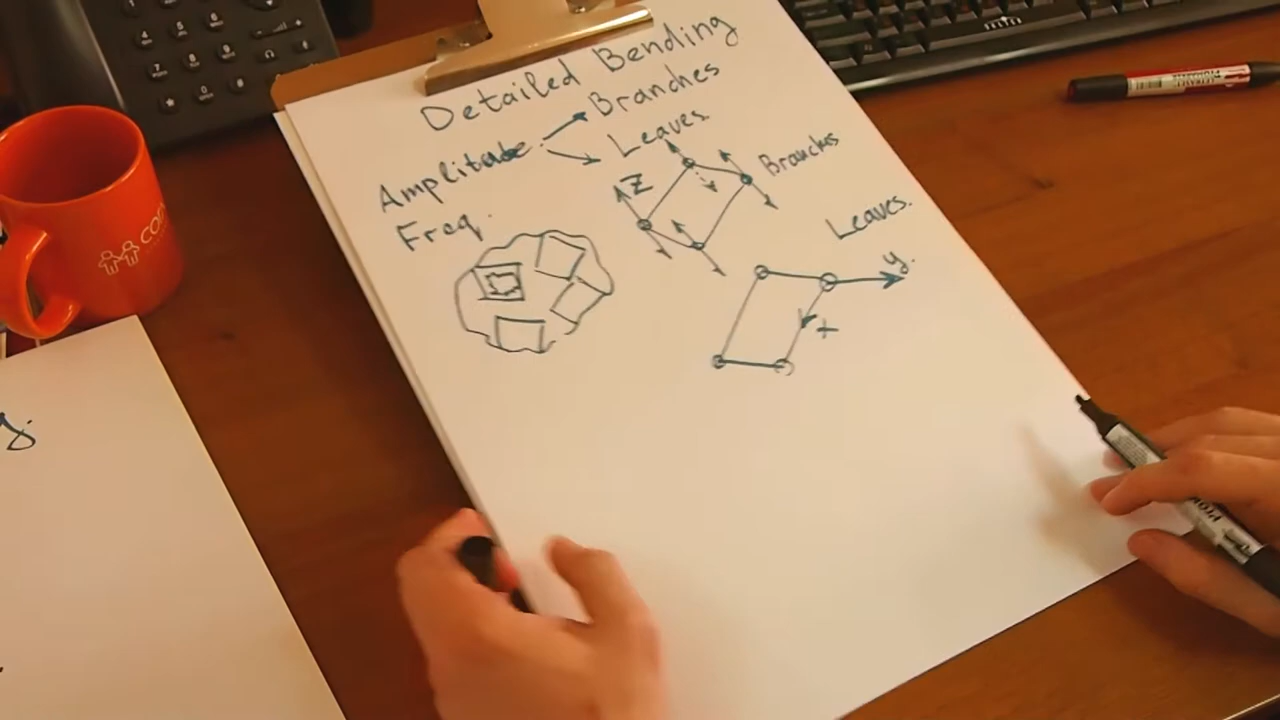 Detailed Bending
Amplitude
Branches
Leaves.
Freq.
Z
Branches
Leaves.
y.
x